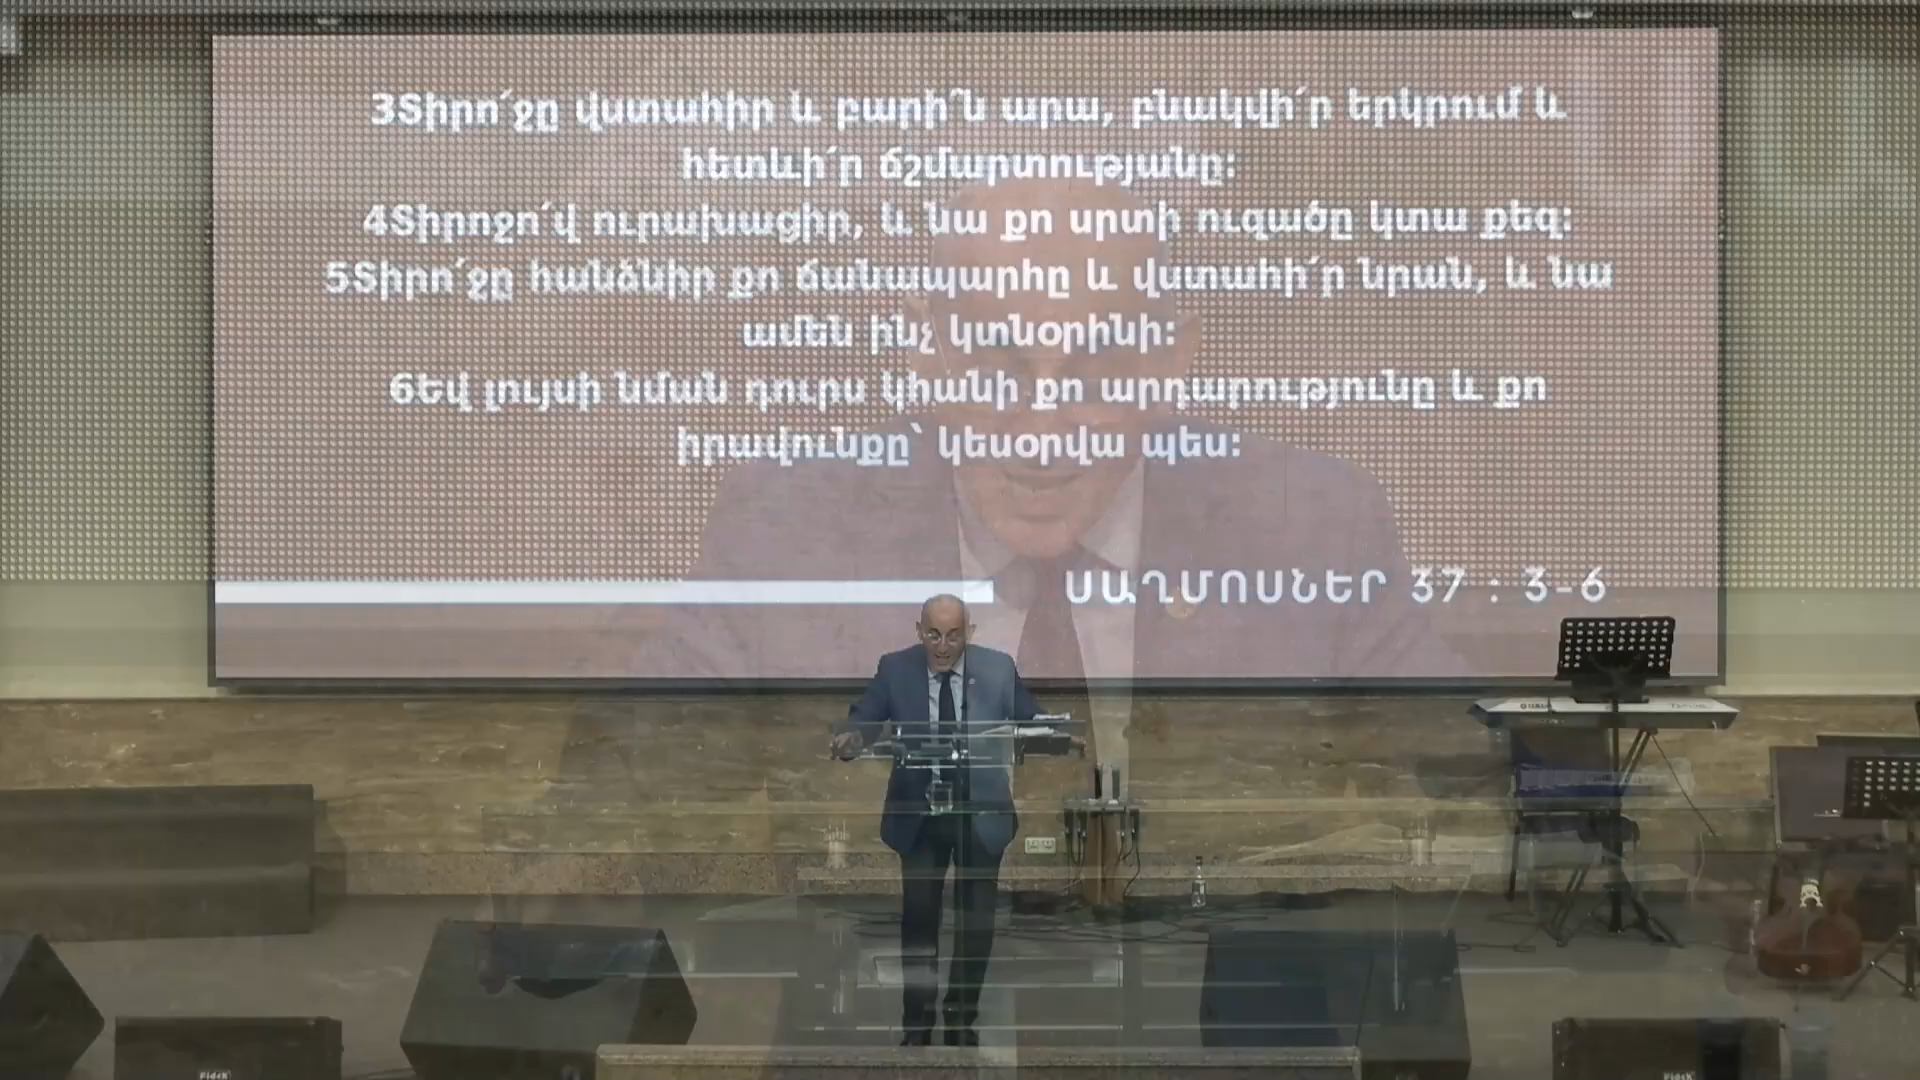 3Տիրո՛ջը վստահիր և բարի՛ն արա, բնակվի՛ր երկրում և
հետևի՛ր ճշմարտությանը:
4Տիրոջո՛վ ուրախացիր, և նա քո սրտի ուզածը կտա քեզ:
5Տիրո՛ջը հանձնիր քո ճանապարհը և վստահի՛ր նրան, և նա
ամեն ինչ կտնօրինի:
6Եվ լույսի նման դուրս կհանի քո արդարությունը և քո
իրավունքը՝ կեսօրվա պես:
ՍԱՂՄՈՍՆԵՐ 37 : 3-6